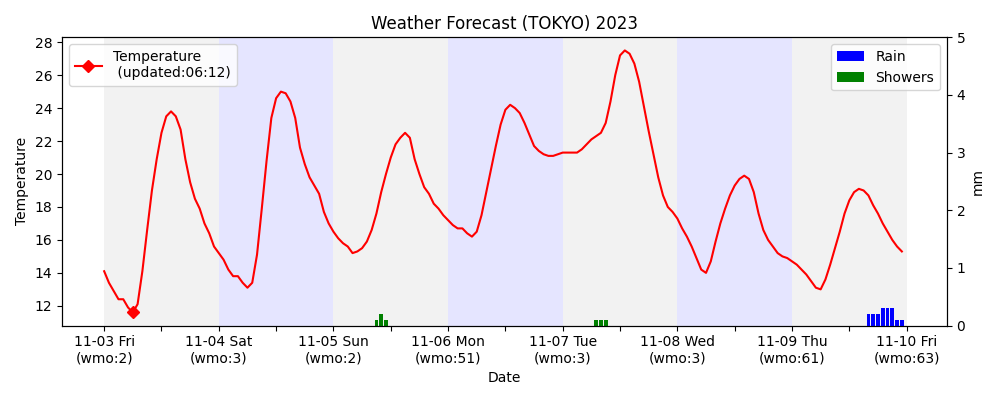 Weather Forecast (TOKYO) 2023
Temperature
(updated:06:12)
Rain
Showers
28
26
24
22
20
18
16
14
12
Temperature
5
4
3
2
1
0
mm
11-03 Fri
(wmo:2)
11-04 Sat
(wmo:3)
11-05 Sun
(wmo:2)
11-06 Mon
(wmo:51)
11-07 Tue
(wmo:3)
11-08 Wed
(wmo:3)
11-09 Thu
(wmo:61)
11-10 Fri
(wmo:63)
Date